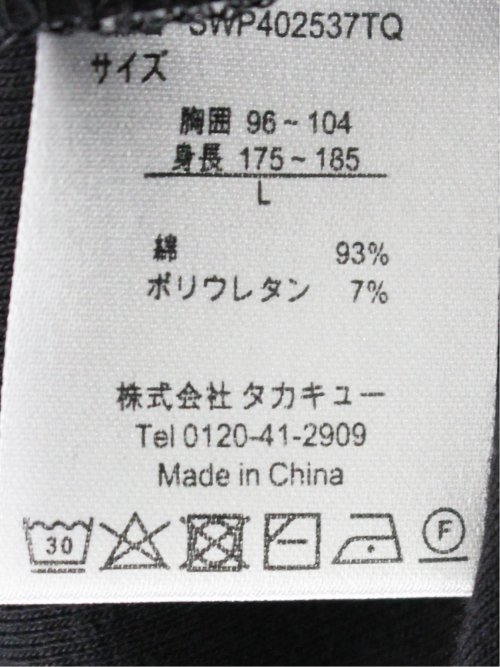 SWP402537TQ
サイズ
胸囲 96～104
身長 175～185
L
綿 93%
ポリウレタン 7%
株式会社 タカキュー
Tel 0120-41-2909
Made in China
30 F